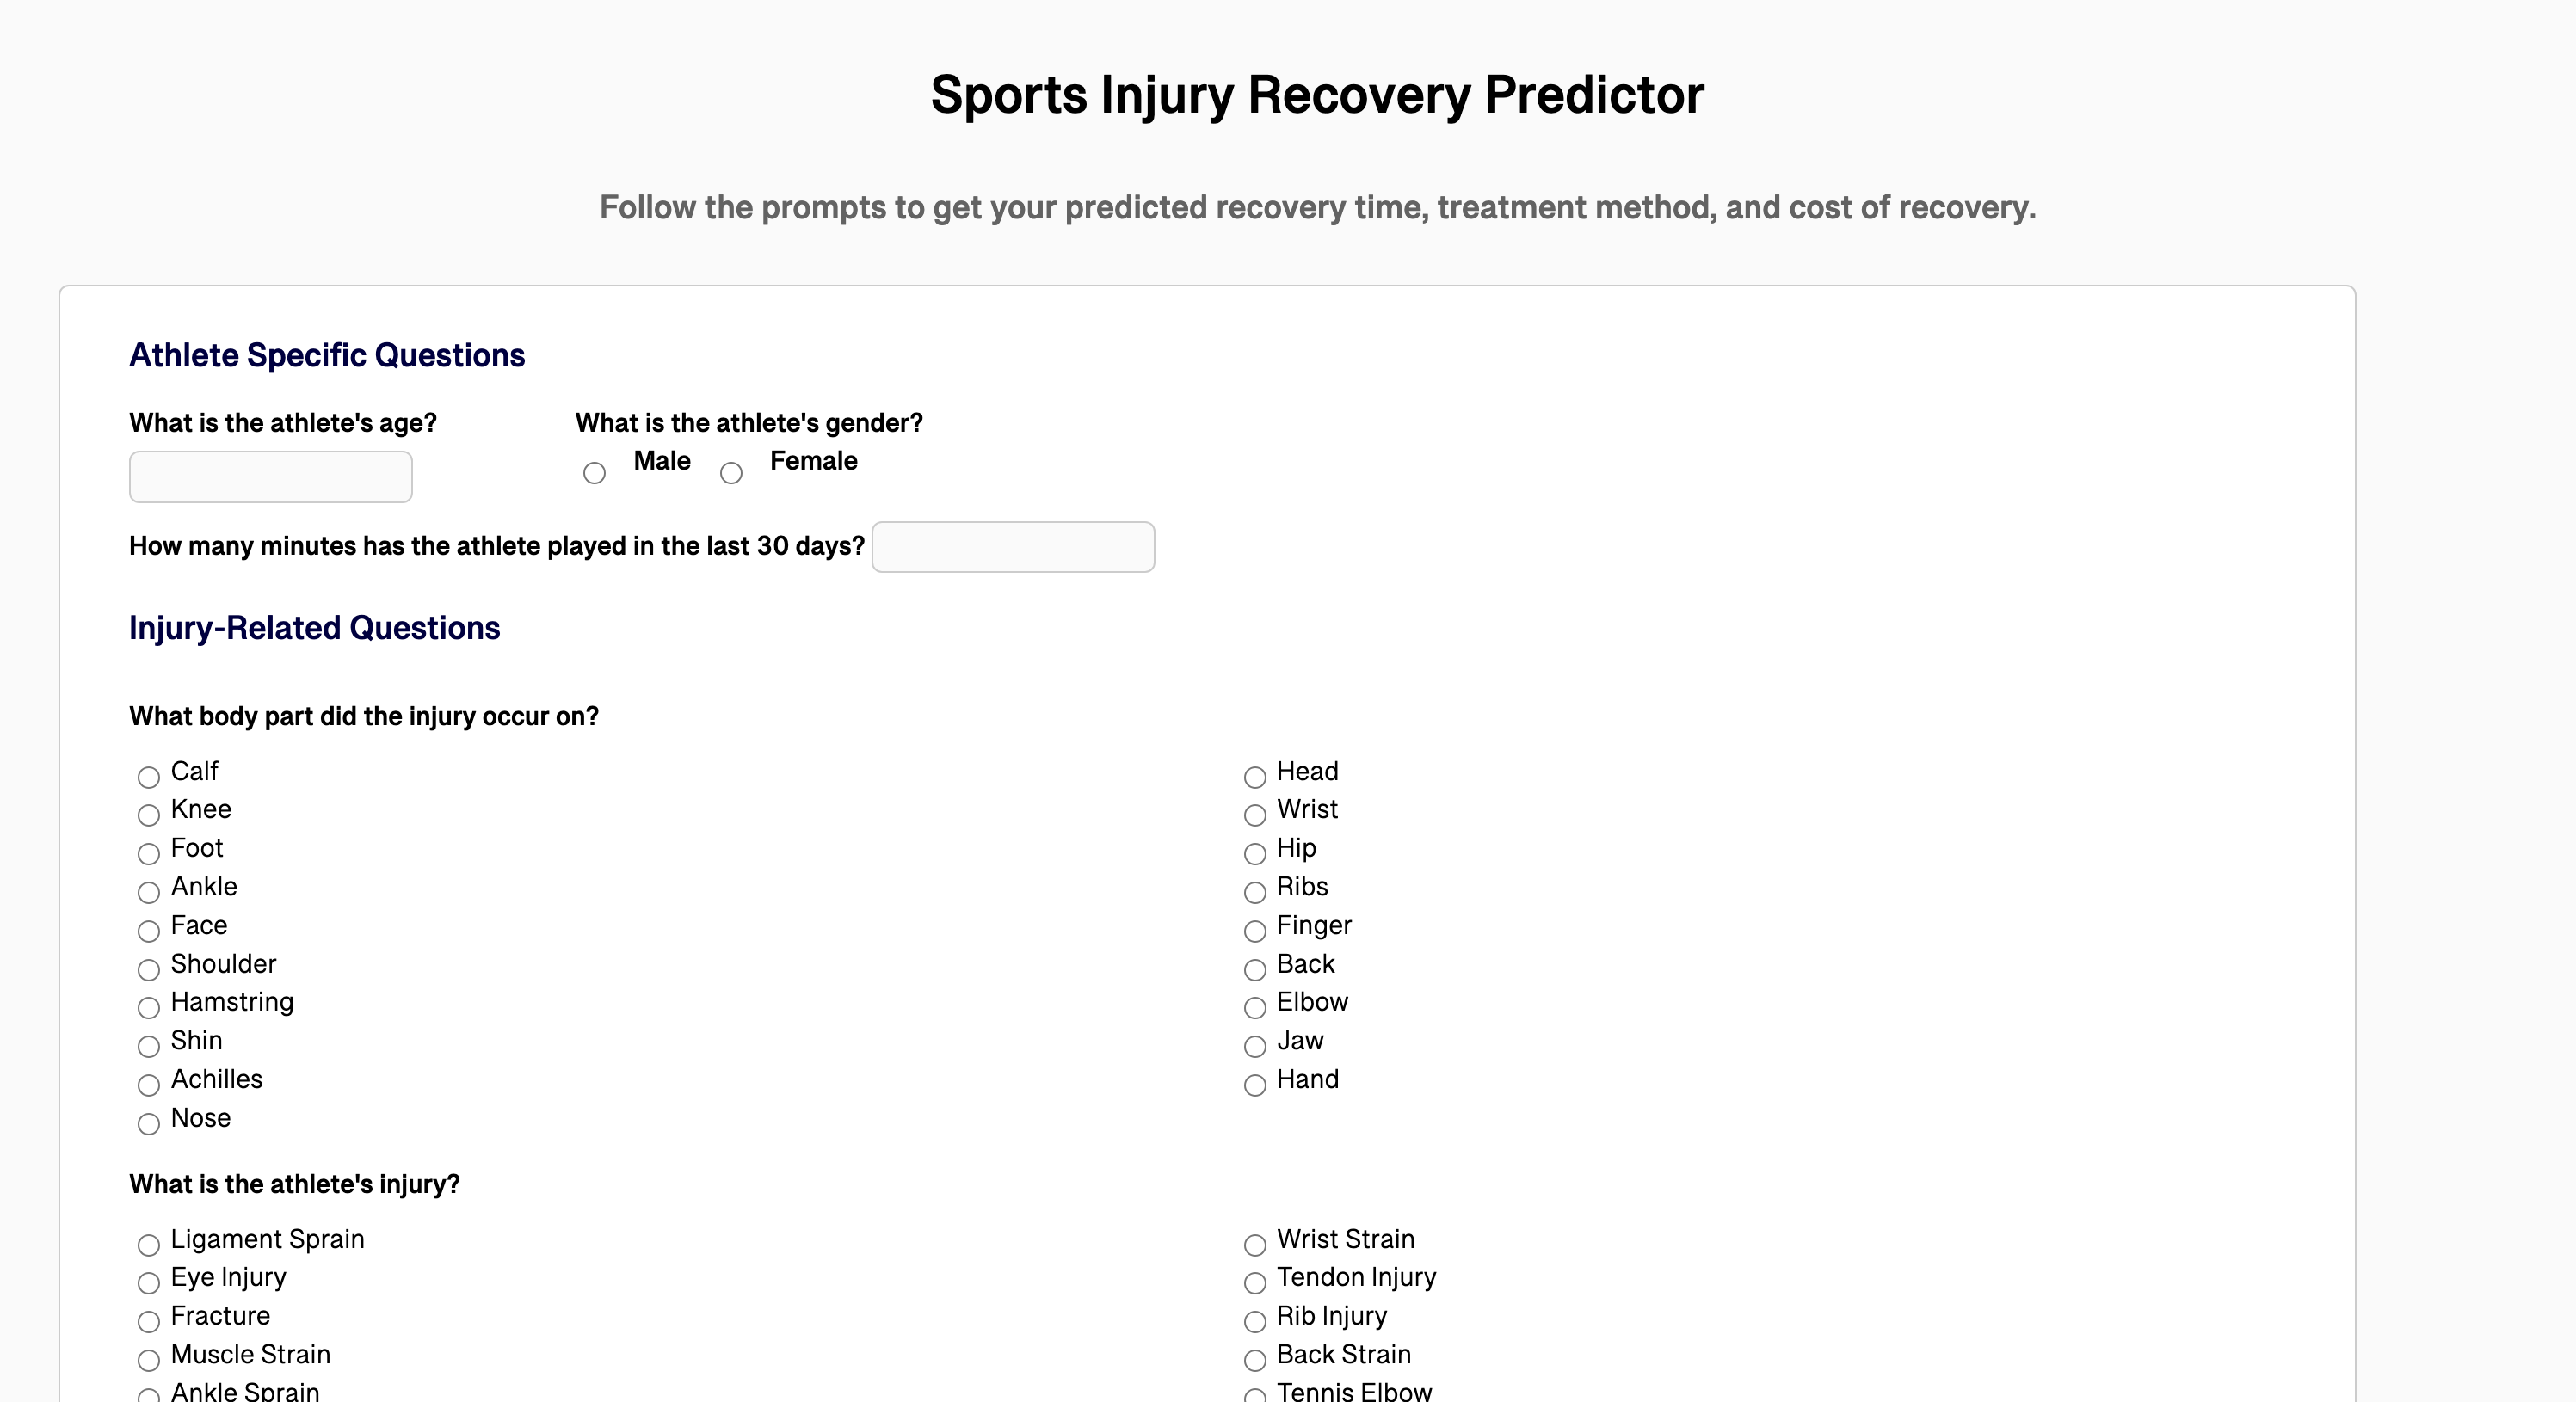 Sports Injury Recovery Predictor
Follow the prompts to get your predicted recovery time, treatment method, and cost of recovery.
Athlete Specific Questions
What is the athlete's age?
What is the athlete's gender?
Male
Female
How many minutes has the athlete played in the last 30 days?
Injury-Related Questions
What body part did the injury occur on?
Calf
Knee
Foot
Ankle
Face
Shoulder
Hamstring
Shin
Achilles
Nose
Head
Wrist
Hip
Ribs
Finger
Back
Elbow
Jaw
Hand
What is the athlete's injury?
Ligament Sprain
Eye Injury
Fracture
Muscle Strain
Ankle Sprain
Wrist Strain
Tendon Injury
Rib Injury
Back Strain
Tennis Elbow